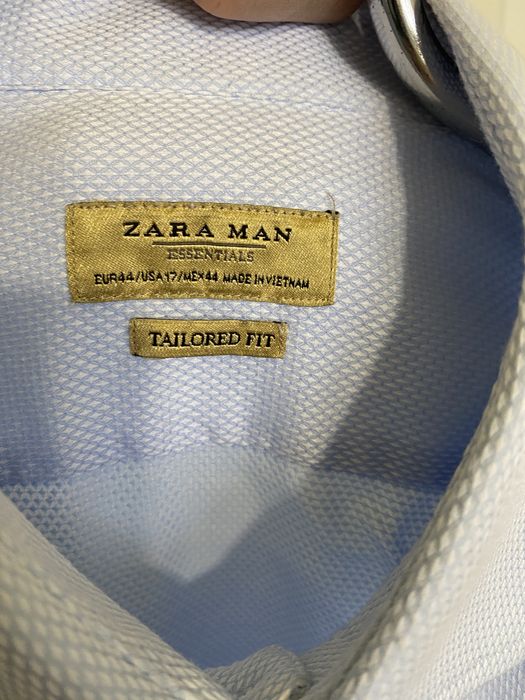 ZARA MAN
ESSENTIALS
EUR44/USA17/MEX44 MADE IN VIETNAM
TAILORED FIT